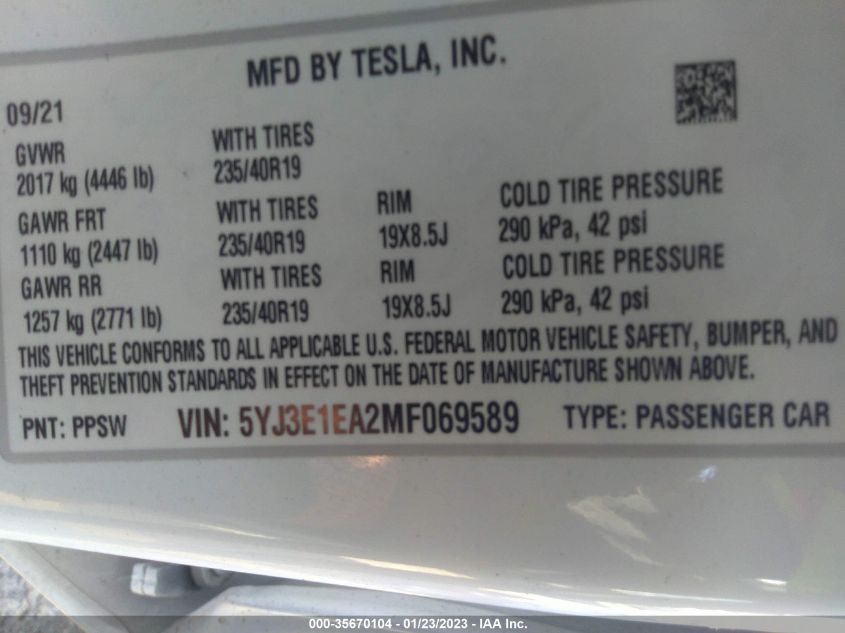 MFD BY TESLA, INC.
09/21
GVWR
2017 kg (4446 lb)
WITH TIRES
235/40R19
GAWR FRT
1110 kg (2447 lb)
WITH TIRES
235/40R19
RIM
19X8.5J
COLD TIRE PRESSURE
290 kPa, 42 psi
GAWR RR
1257 kg (2771 lb)
WITH TIRES
235/40R19
RIM
19X8.5J
COLD TIRE PRESSURE
290 kPa, 42 psi
THIS VEHICLE CONFORMS TO ALL APPLICABLE U.S. FEDERAL MOTOR VEHICLE SAFETY, BUMPER, AND
THEFT PREVENTION STANDARDS IN EFFECT ON THE DATE OF MANUFACTURE SHOWN ABOVE.
PNT: PPSW VIN: 5YJ3E1EA2MF069589 TYPE: PASSENGER CAR
000-35670104 - 01/23/2023 - IAA Inc.